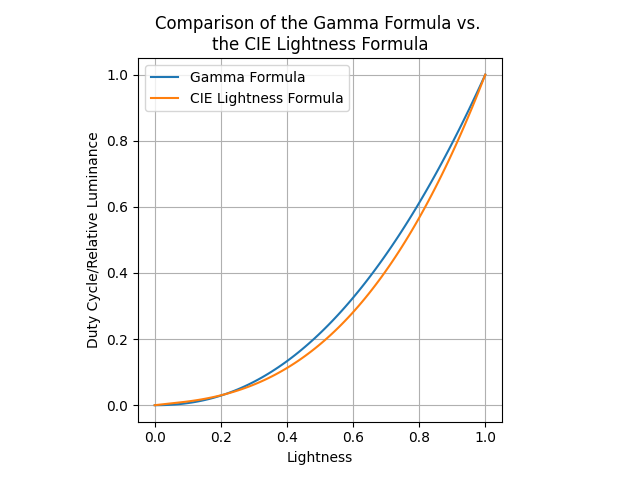 Comparison of the Gamma Formula vs.
the CIE Lightness Formula
Gamma Formula
CIE Lightness Formula
Duty Cycle/Relative Luminance
1.0
0.8
0.6
0.4
0.2
0.0
0.0 0.2 0.4 0.6 0.8 1.0
Lightness